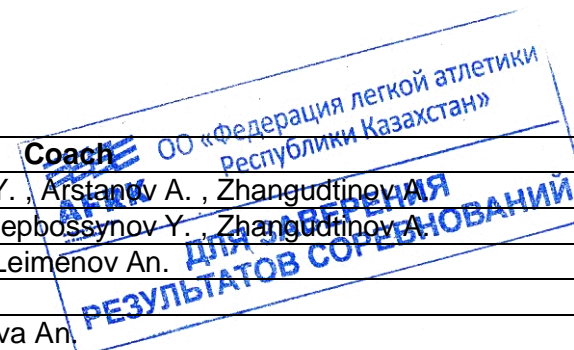 ОО «Федерация легкой атлетики
Республики Казахстан»
АЛКК
ДЛЯ ЗАВЕРЕНИЯ
РЕЗУЛЬТАТОВ СОРЕВНОВАНИЙ
Coach
Y. , Arstanov A. , Zhangudtinov A.
epbossynov Y. , Zhangudtinov A.
Leimenov An.
va An.